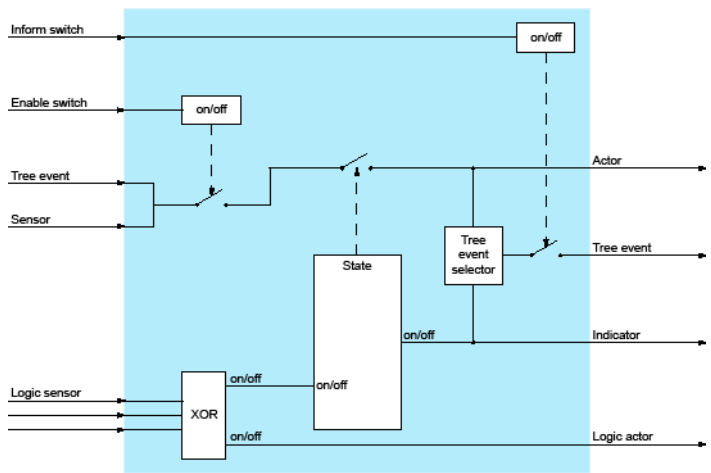 Inform switch
on/off
Enable switch
on/off
Tree event
Actor
Sensor
Tree
event
selector
Tree event
State
on/off
Indicator
on/off
on/off
Logic sensor
XOR
on/off
Logic actor